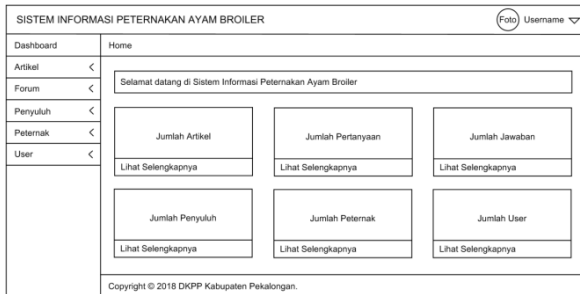 SISTEM INFORMASI PETERNAKAN AYAM BROILER
Foto Username
Dashboard
Home
Artikel
Forum
Penyuluh
Peternak
User
Selamat datang di Sistem Informasi Peternakan Ayam Broiler
Jumlah Artikel
Lihat Selengkapnya
Jumlah Pertanyaan
Lihat Selengkapnya
Jumlah Jawaban
Lihat Selengkapnya
Jumlah Penyuluh
Lihat Selengkapnya
Jumlah Peternak
Lihat Selengkapnya
Jumlah User
Lihat Selengkapnya
Copyright © 2018 DKPP Kabupaten Pekalongan.